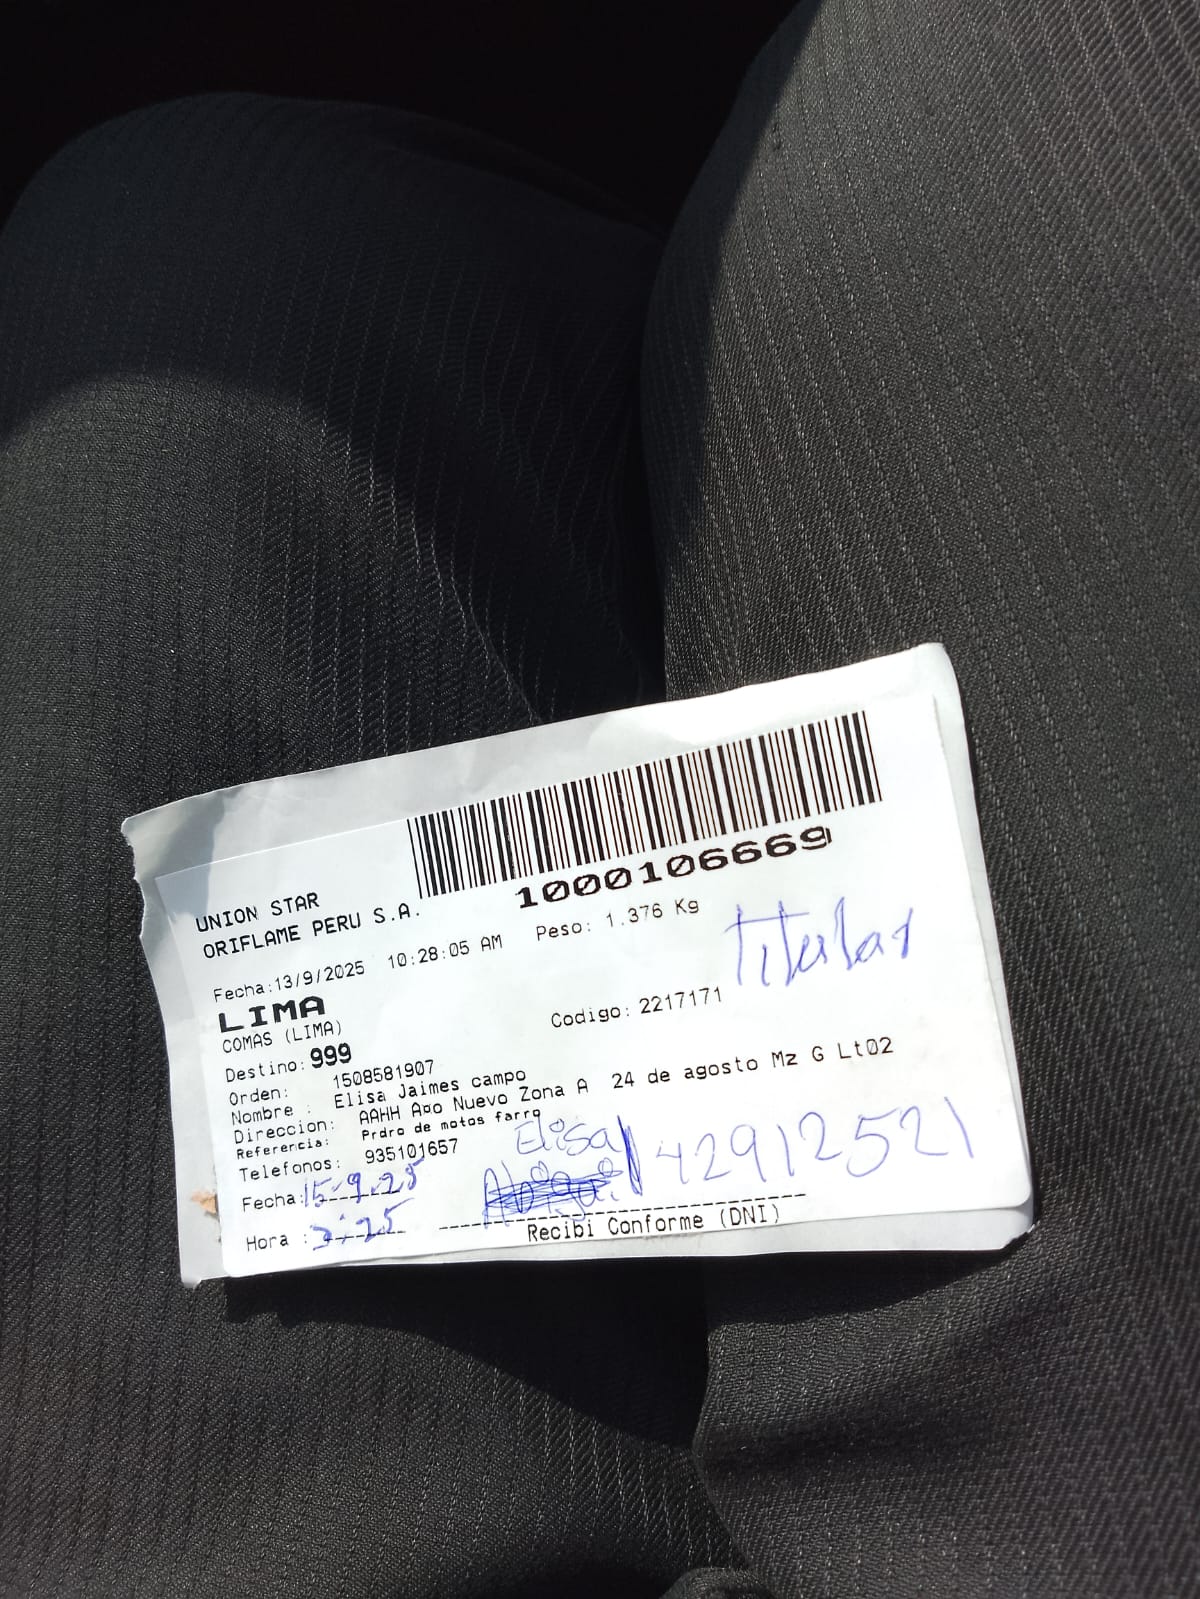 1000106669
UNION STAR
ORIFLAME PERU S.A.
Fecha:13/9/2025 10:28:05 AM Peso: 1.376 Kg
Titular
LIMA
COMAS (LIMA)
Codigo: 2217171
Destino: 999
Orden: 1508581907
Nombre : Elisa Jaimes campo
Direccion: AAHH Año Nuevo Zona A 24 de agosto Mz G Lt02
Referencia: Prdro de motos farro
Telefonos: 935101657
Elisa 42912521
Fecha: 15-9-25
Hora : 3:25
Recibi Conforme (DNI)